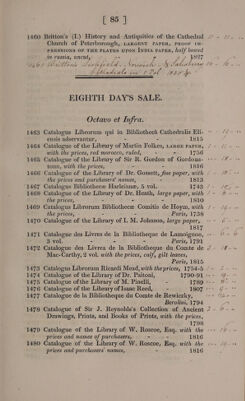 [ 85 ]
1460 Britton's (I.) History and Antiquities of the Cathedral
Church of Peterborough, LARGEST PAPER, PROOF IM-
PRESSIONS OF THE PLATES UPON INDIA PAPER, half bound
in russia, uncut, 1827
EIGHTH DAY'S SALE.
Octavo et Infra.
1463 Catalogus Librorum qui in Bibliothecâ Cathedralis Eli-
ensis adservantur, 1815
1464 Catalogue of the Library of Martin Folkes, LARGE PAPER,
with the prices, red morocco, ruled, 1756
1465 Catalogue of the Library of Sir R. Gordon of Gordons-
toun, with the prices, 1816
1466 Catalogue of the Library of Dr. Gossett, fine paper, with
the prices and purchasers' names, 1813
1467 Catalogus Bibliothecæ Harleianæ, 5 vol. 1743
1468 Catalogue of the Library of Dr. Heath, large paper, with
the prices, 1810
1469 Catalogus Librorum Bibliothecæ Comitis de Hoym, with
the prices, Paris, 1738
1470 Catalogue of the Library of I. M. Johnson, large paper,
1817
1471 Catalogue des Livres de la Bibliotheque de Lamoignon,
3 vol. Paris, 1791
1472 Catalogue des Livres de la Bibliotheque du Comte de
Mac-Carthy, 2 vol. with the prices, calf, gilt leaves,
Paris, 1815
1473 Catalogus Librorum Ricardi Mead, with the prices, 1754-5
1474 Catalogue of the Library of Dr. Paitoni, 1790-91
1475 Catalogue of the Library of M. Pinelli, 1789
1476 Catalogue of the Library of Isaac Reed, 1807
1477 Catalogue de la Bibliotheque du Comte de Rewiczky,
Berolini, 1794
1478 Catalogue of Sir J. Reynolds's Collection of Ancient
Drawings, Prints, and Books of Prints, with the prices,
1798
1479 Catalogue of the Library of W. Roscoe, Esq. with the
prices and names of purchasers, 1816
1480 Catalogue of the Library of W. Roscoe, Esq. with the
prices and purchasers' names, 1816